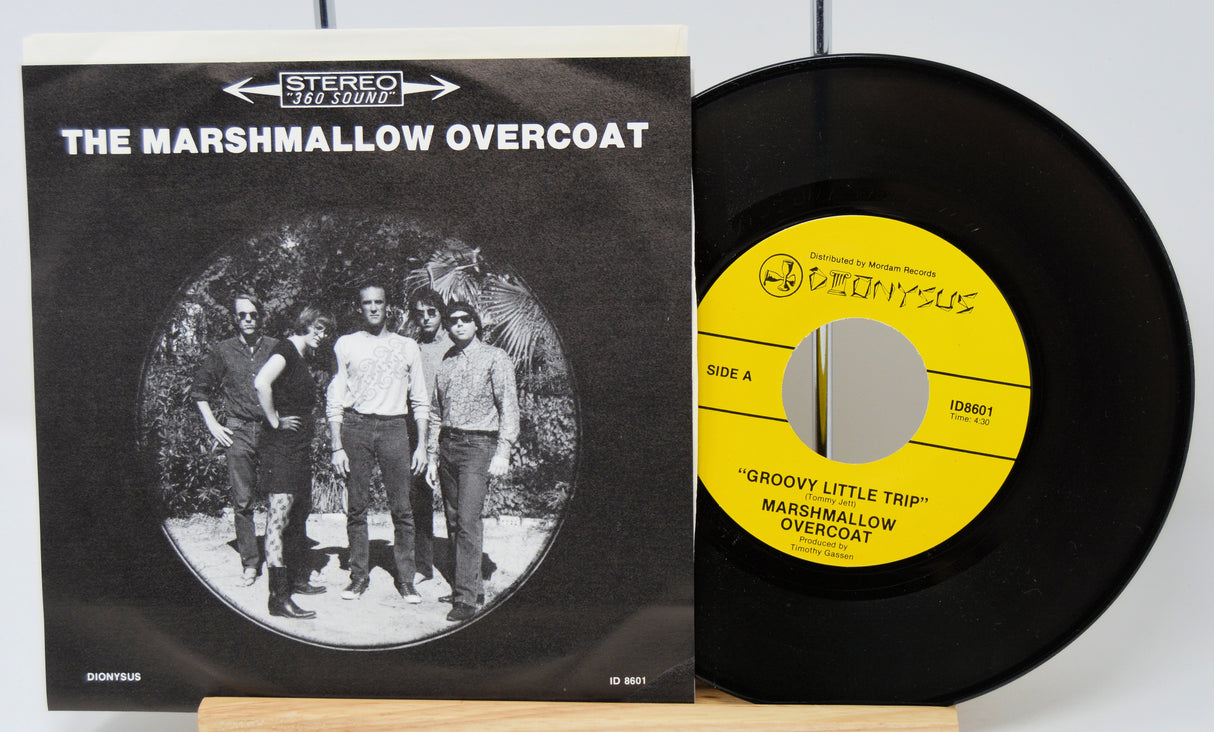 STEREO
"360 SOUND"
THE MARSHMALLOW OVERCOAT
DIONYSUS
ID 8601
Distributed by Mordam Records
DIONYSUS
SIDE A
ID8601
Time: 4:30
"GROOVY LITTLE TRIP"
(Tommy Jett)
MARSHMALLOW
OVERCOAT
Produced by
Timothy Gassen